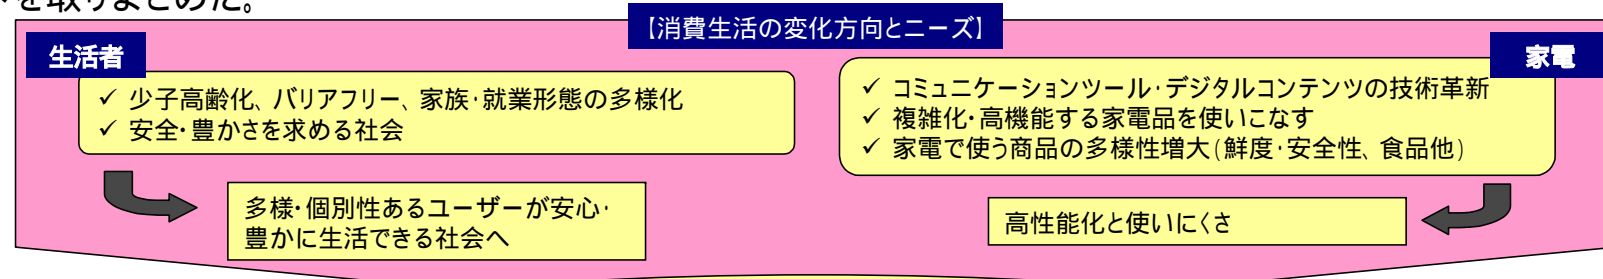 を取りまとめた。
【消費生活の変化方向とニーズ】
生活者
✓ 少子高齢化、バリアフリー、家族・就業形態の多様化
✓ 安全・豊かさを求める社会
多様・個別性あるユーザーが安心・
豊かに生活できる社会へ
家電
✓ コミュニケーションツール・デジタルコンテンツの技術革新
✓ 複雑化・高機能する家電品を使いこなす
✓ 家電で使う商品の多様性増大(鮮度・安全性、食品他)
高性能化と使いにくさ